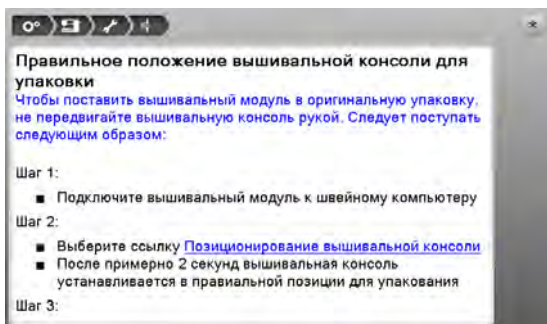 Правильное положение вышивальной консоли для
упаковки
Чтобы поставить вышивальный модуль в оригинальную упаковку,
не передвигайте вышивальную консоль рукой. Следует поступать
следующим образом:
Шаг 1:
■ Подключите вышивальный модуль к швейному компьютеру
Шаг 2:
■ Выберите ссылку Позиционирование вышивальной консоли
■ После примерно 2 секунд вышивальная консоль
устанавливается в правиальной позиции для упакования
Шаг 3: